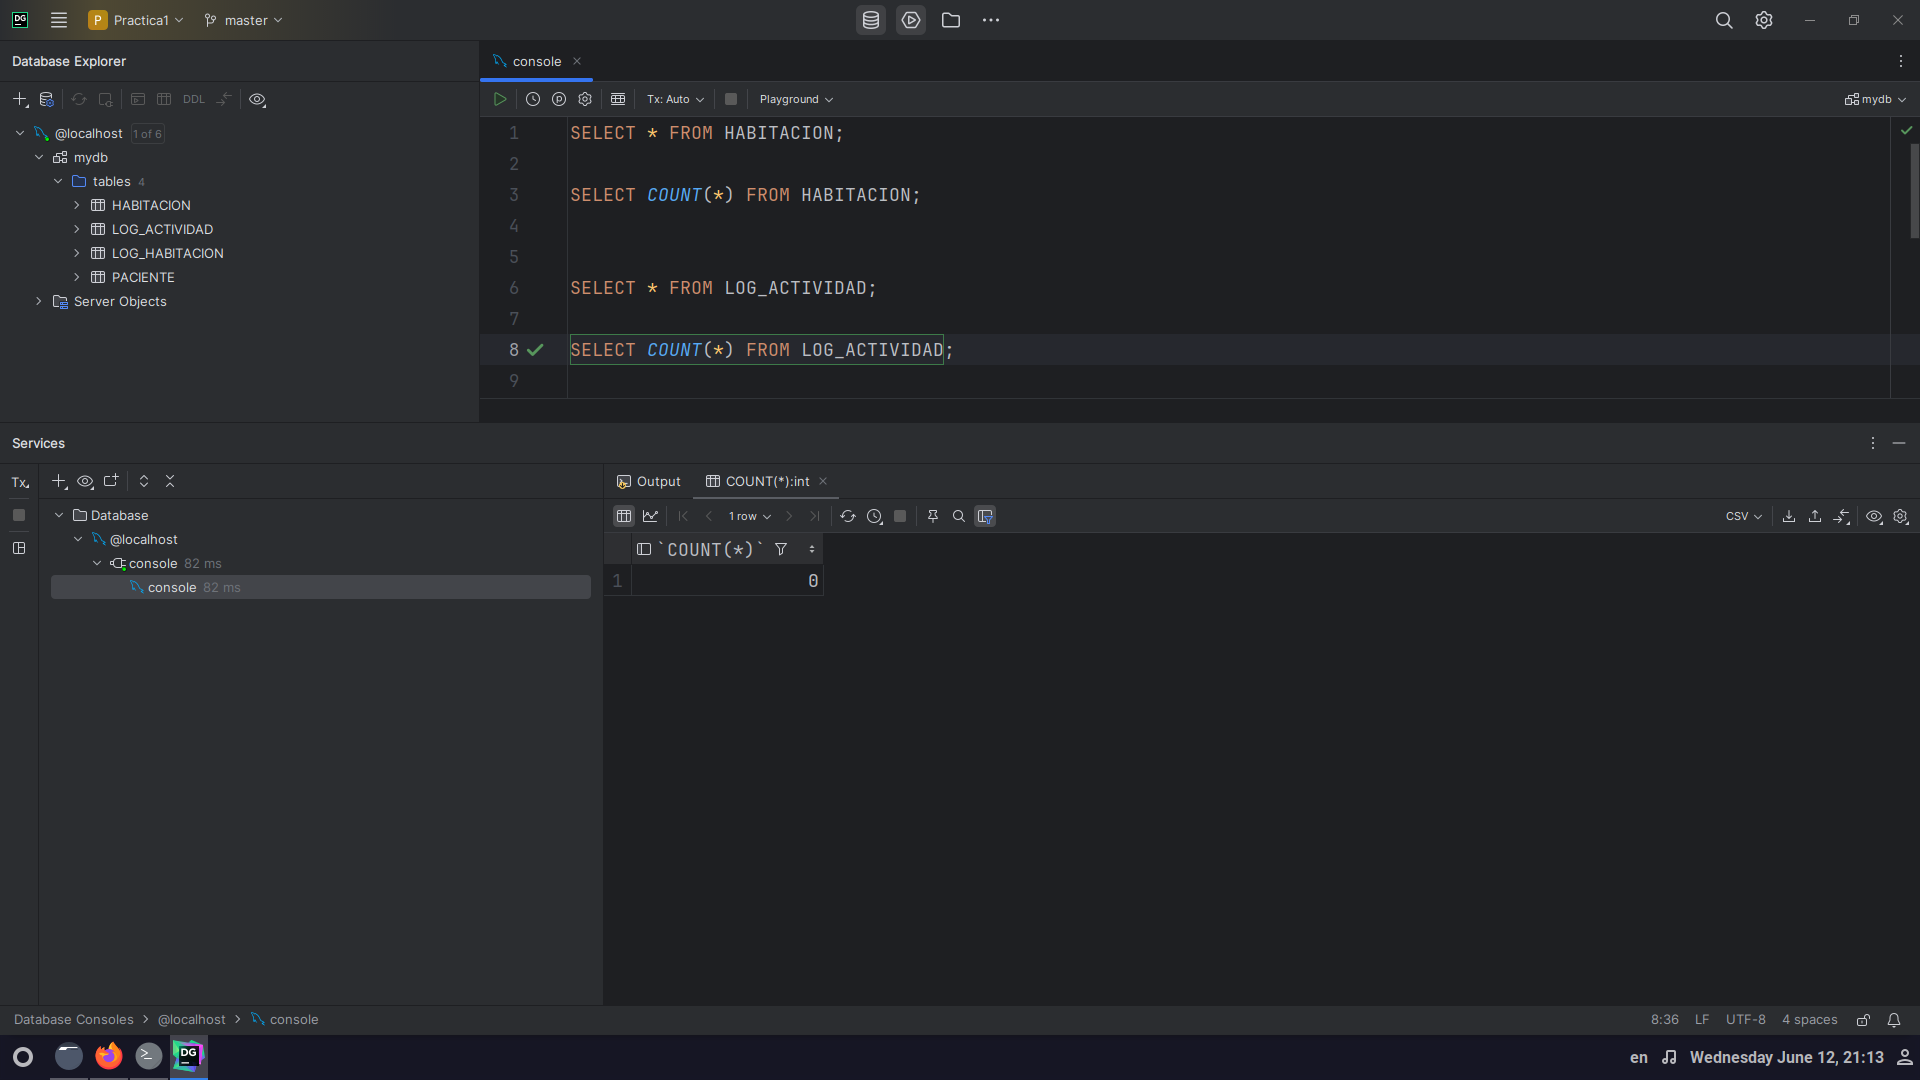 DG
P Practica1 master
Database Explorer
console
DDL
Tx: Auto Playground mydb
@localhost 1 of 6
mydb
tables 4
HABITACION
LOG_ACTIVIDAD
LOG_HABITACION
PACIENTE
Server Objects
1 SELECT * FROM HABITACION;
2
3 SELECT COUNT(*) FROM HABITACION;
4
5
6 SELECT * FROM LOG_ACTIVIDAD;
7
8 SELECT COUNT(*) FROM LOG_ACTIVIDAD;
9
Services
Tx
Output COUNT(*):int
Database
@localhost
console 82 ms
console 82 ms
1 row CSV
`COUNT(*)`
1 0
Database Consoles @localhost console
8:36 LF UTF-8 4 spaces
DG
en Wednesday June 12, 21:13